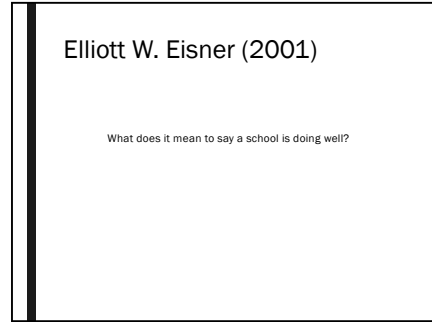 Elliott W. Eisner (2001)
What does it mean to say a school is doing well?